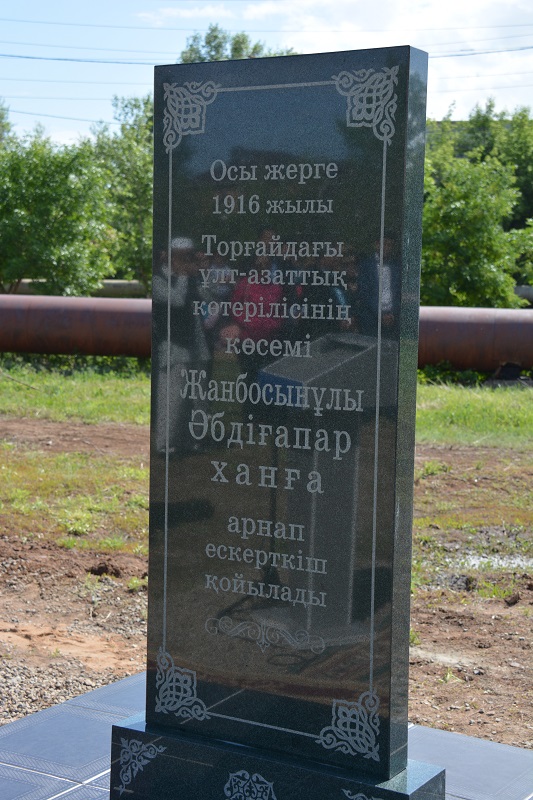 Осы жерге
1916 жылы
Торғайдағы
ұлт-азаттық
көтерілісінің
көсемі
Жанбосынұлы
Әбдіғапар
ханға
арнап
ескерткіш
қойылады